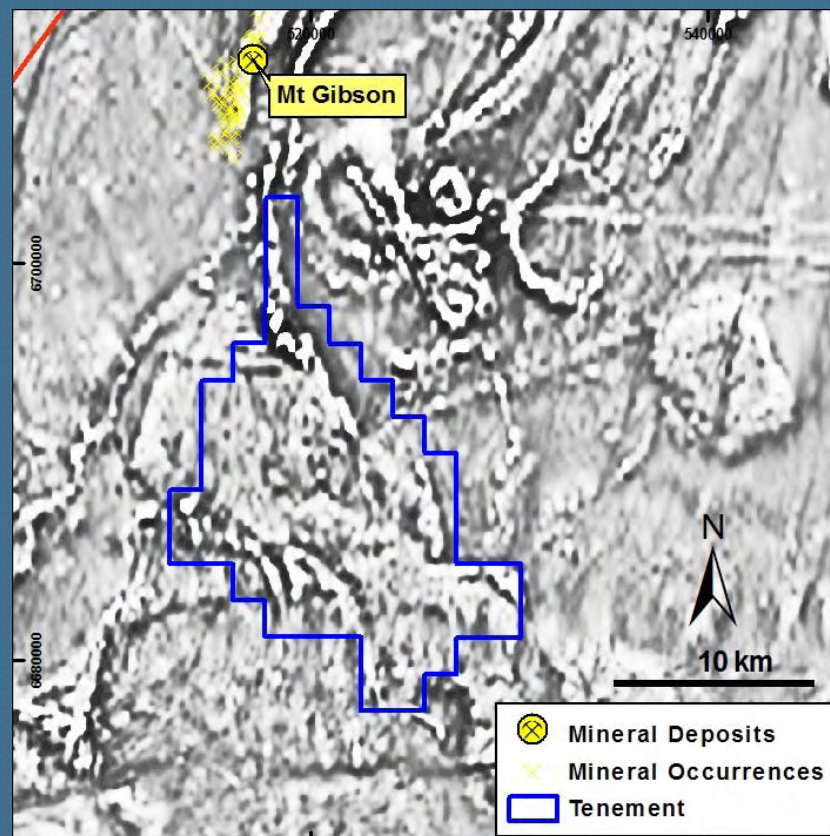 520000
540000
Mt Gibson
6700000
6680000
N
10 km
Mineral Deposits
Mineral Occurrences
Tenement